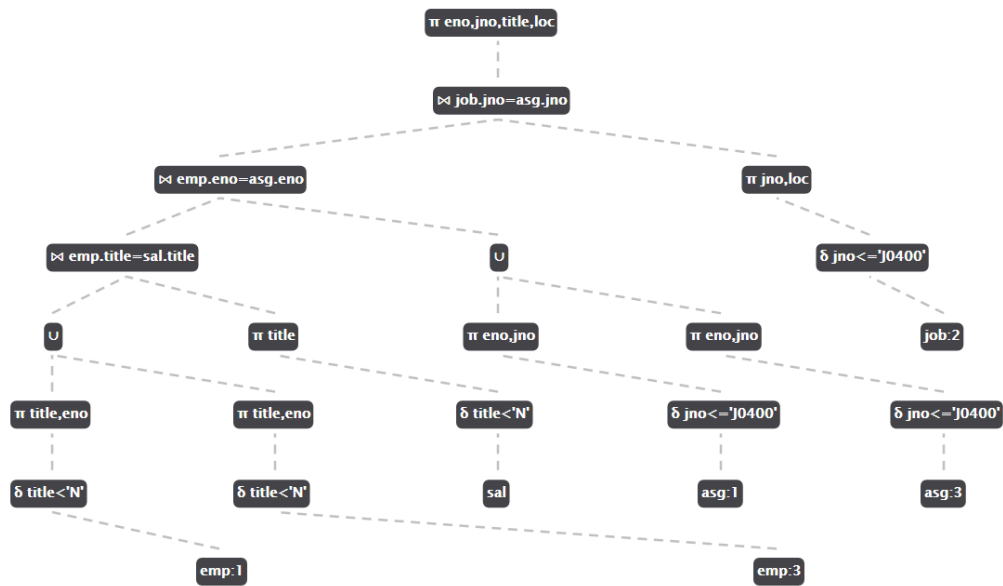 π eno,jno,title,loc
⋈ job.jno=asg.jno
⋈ emp.eno=asg.eno
π jno,loc
⋈ emp.title=sal.title
∪
δ jno<='J0400'
∪
π title
π eno,jno
π eno,jno
job:2
π title,eno
π title,eno
δ title<'N'
δ jno<='J0400'
δ jno<='J0400'
δ title<'N'
δ title<'N'
sal
asg:1
asg:3
emp:1
emp:3